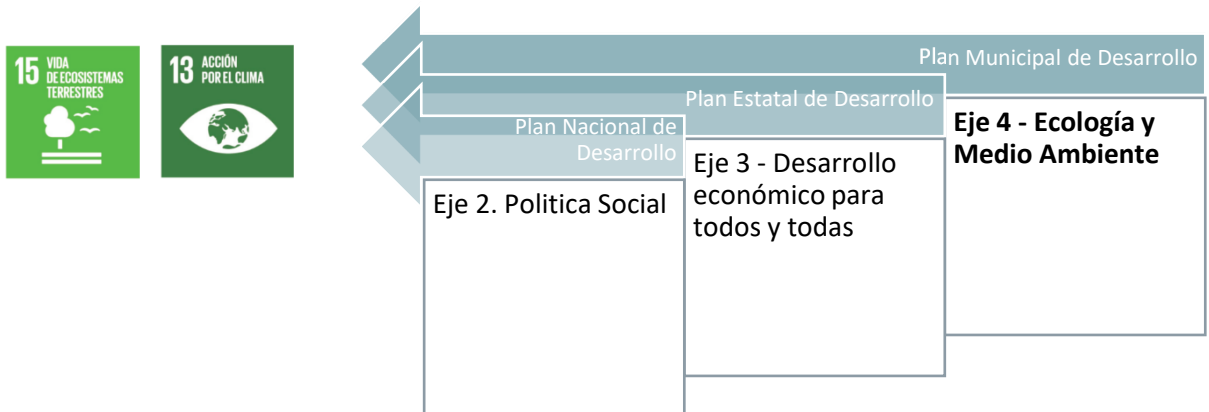 15 VIDA
DE ECOSISTEMAS
TERRESTRES
13 ACCIÓN
POR EL CLIMA
Plan Municipal de Desarrollo
Plan Estatal de Desarrollo
Plan Nacional de
Desarrollo
Eje 4 - Ecología y
Medio Ambiente
Eje 3 - Desarrollo
económico para
todos y todas
Eje 2. Politica Social